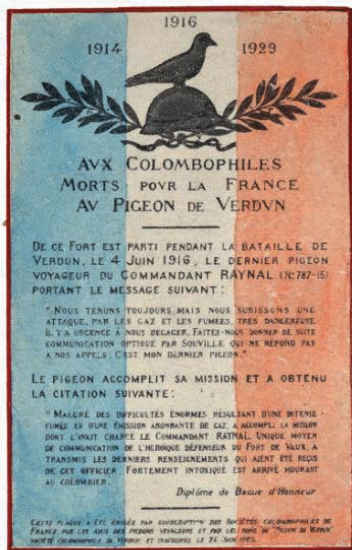 1916
1914 1929
AVX COLOMBOPHILES
MORTS POVR LA FRANCE
AV PIGEON DE VERDVN
DE CE FORT EST PARTI PENDANT LA BATAILLE DE
VERDUN, LE 4 JUIN 1916, LE DERNIER PIGEON
VOYAGEUR DU COMMANDANT RAYNAL (N: 787-15)
PORTANT LE MESSAGE SUIVANT:
"NOUS TENONS TOUJOURS, MAIS NOUS SUBISSONS UNE
ATTAQUE, PAR LES GAZ ET LES FUMÉES, TRÈS DANGEREUSE
IL Y A URGENCE À NOUS DÉGAGER. FAITES-NOUS DONNER DE SUITE
COMMUNICATION OPTIQUE PAR SOUVILLE QUI NE RÉPOND PAS
A NOS APPELS. C'EST MON DERNIER PIGEON."
LE PIGEON ACCOMPLIT SA MISSION ET A OBTENU
LA CITATION SUIVANTE:
"MALGRÉ DES DIFFICULTÉS ÉNORMES RÉSULTANT D'UNE INTENSE
FUMÉE ET D'UNE ÉMISSION ABONDANTE DE GAZ, A ACCOMPLI LA MISSION
DONT L'AVAIT CHARGÉ LE COMMANDANT RAYNAL. UNIQUE MOYEN
DE COMMUNICATION DE L'HÉROÏQUE DÉFENSEUR DU FORT DE VAUX, A
TRANSMIS LES DERNIERS RENSEIGNEMENTS QUI AIENT ÉTÉ REÇUS
DE CET OFFICIER. FORTEMENT INTOXIQUÉ EST ARRIVÉ MOURANT
AU COLOMBIER.
Diplôme de Bague d'Honneur
CETTE PLAQUE A ÉTÉ ÉRIGÉE PAR SOUSCRIPTION DES SOCIÉTÉS COLOMBOPHILES DE
FRANCE PAR LES AMIS DES PIGEONS VOYAGEURS ET PAR LES SOINS DU "PIGEON DE VERDUN"
SOCIÉTÉ COLOMBOPHILE DE VERDUN ET INAUGURÉE LE JUIN 1929.